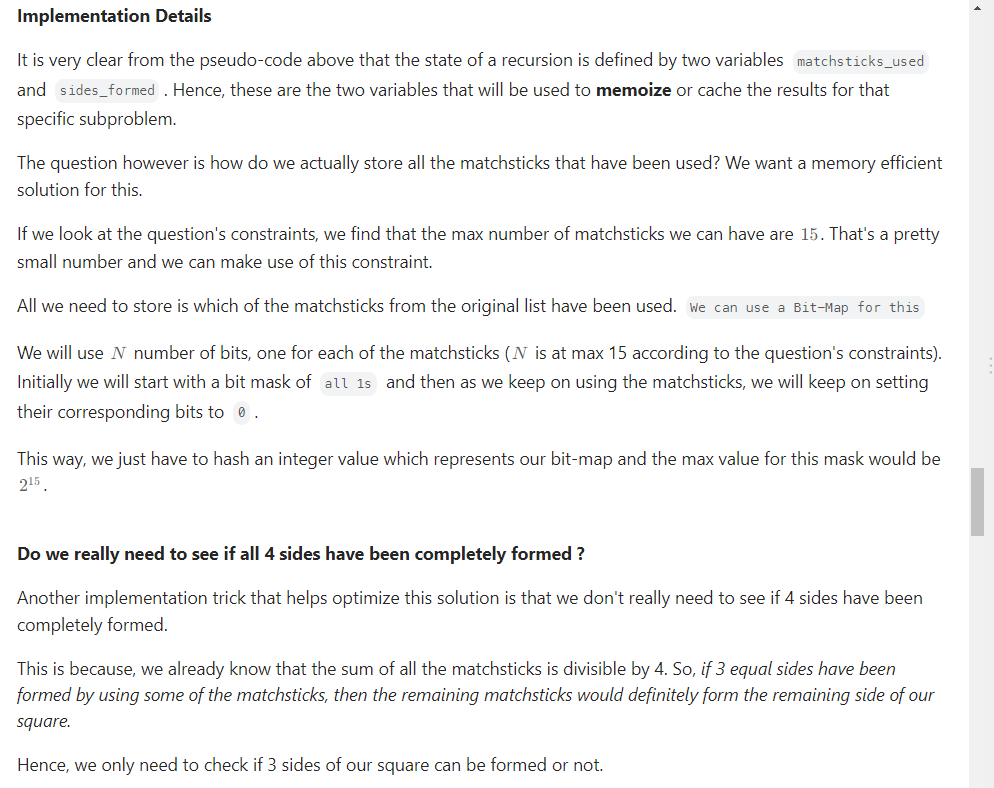 Implementation Details
It is very clear from the pseudo-code above that the state of a recursion is defined by two variables matchsticks_used
and sides_formed . Hence, these are the two variables that will be used to memoize or cache the results for that
specific subproblem.
The question however is how do we actually store all the matchsticks that have been used? We want a memory efficient
solution for this.
If we look at the question's constraints, we find that the max number of matchsticks we can have are 15. That's a pretty
small number and we can make use of this constraint.
All we need to store is which of the matchsticks from the original list have been used. We can use a Bit-Map for this
We will use N number of bits, one for each of the matchsticks (N is at max 15 according to the question's constraints).
Initially we will start with a bit mask of all 1s and then as we keep on using the matchsticks, we will keep on setting
their corresponding bits to 0 .
This way, we just have to hash an integer value which represents our bit-map and the max value for this mask would be
2¹⁵.
Do we really need to see if all 4 sides have been completely formed ?
Another implementation trick that helps optimize this solution is that we don't really need to see if 4 sides have been
completely formed.
This is because, we already know that the sum of all the matchsticks is divisible by 4. So, if 3 equal sides have been
formed by using some of the matchsticks, then the remaining matchsticks would definitely form the remaining side of our
square.
Hence, we only need to check if 3 sides of our square can be formed or not.